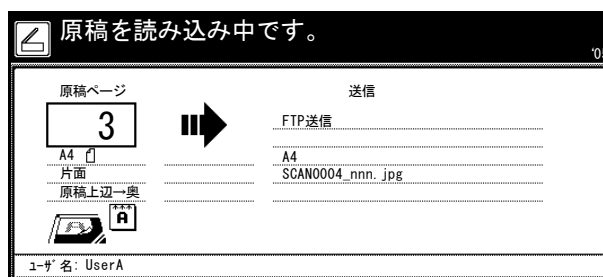 原稿を読み込み中です。
'05
原稿ページ
送信
3
FTP送信
A4
A4
片面
SCAN0004_nnn.jpg
原稿上辺→奥
A
ﾕｰｻﾞ名: UserA